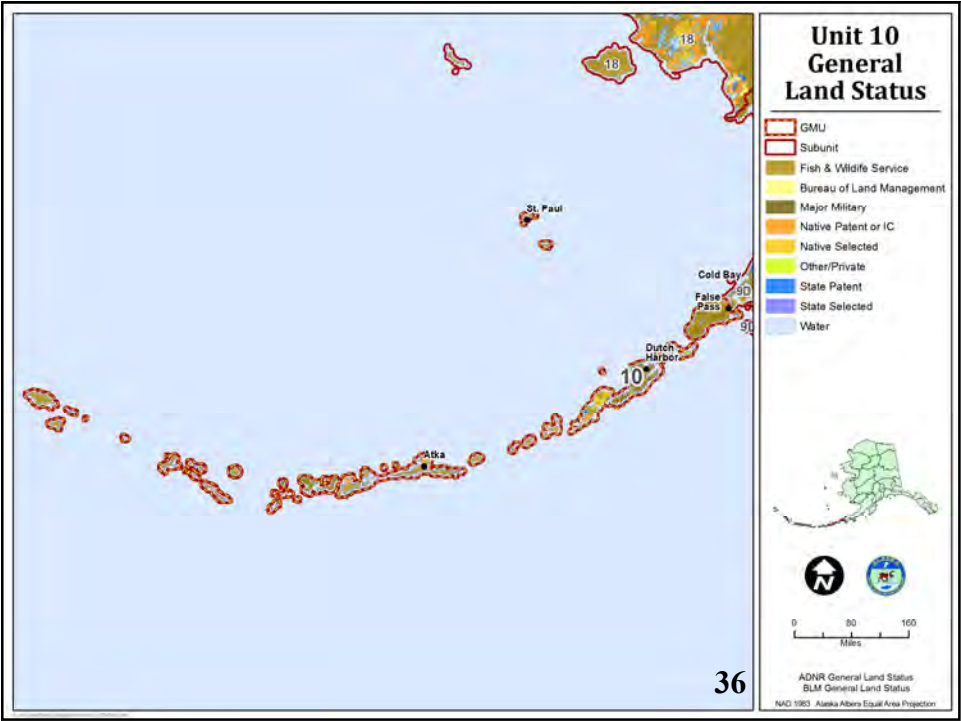 18
18
St. Paul
Cold Bay
9D
False
Pass
9D
Dutch
Harbor
10
Atka
36
Unit 10
General
Land Status
GMU
Subunit
Fish & Wildlife Service
Bureau of Land Management
Major Military
Native Patent or IC
Native Selected
Other/Private
State Patent
State Selected
Water
N
0 80 160
Miles
ADNR General Land Status
BLM General Land Status
NAD 1983 Alaska Albers Equal Area Projection